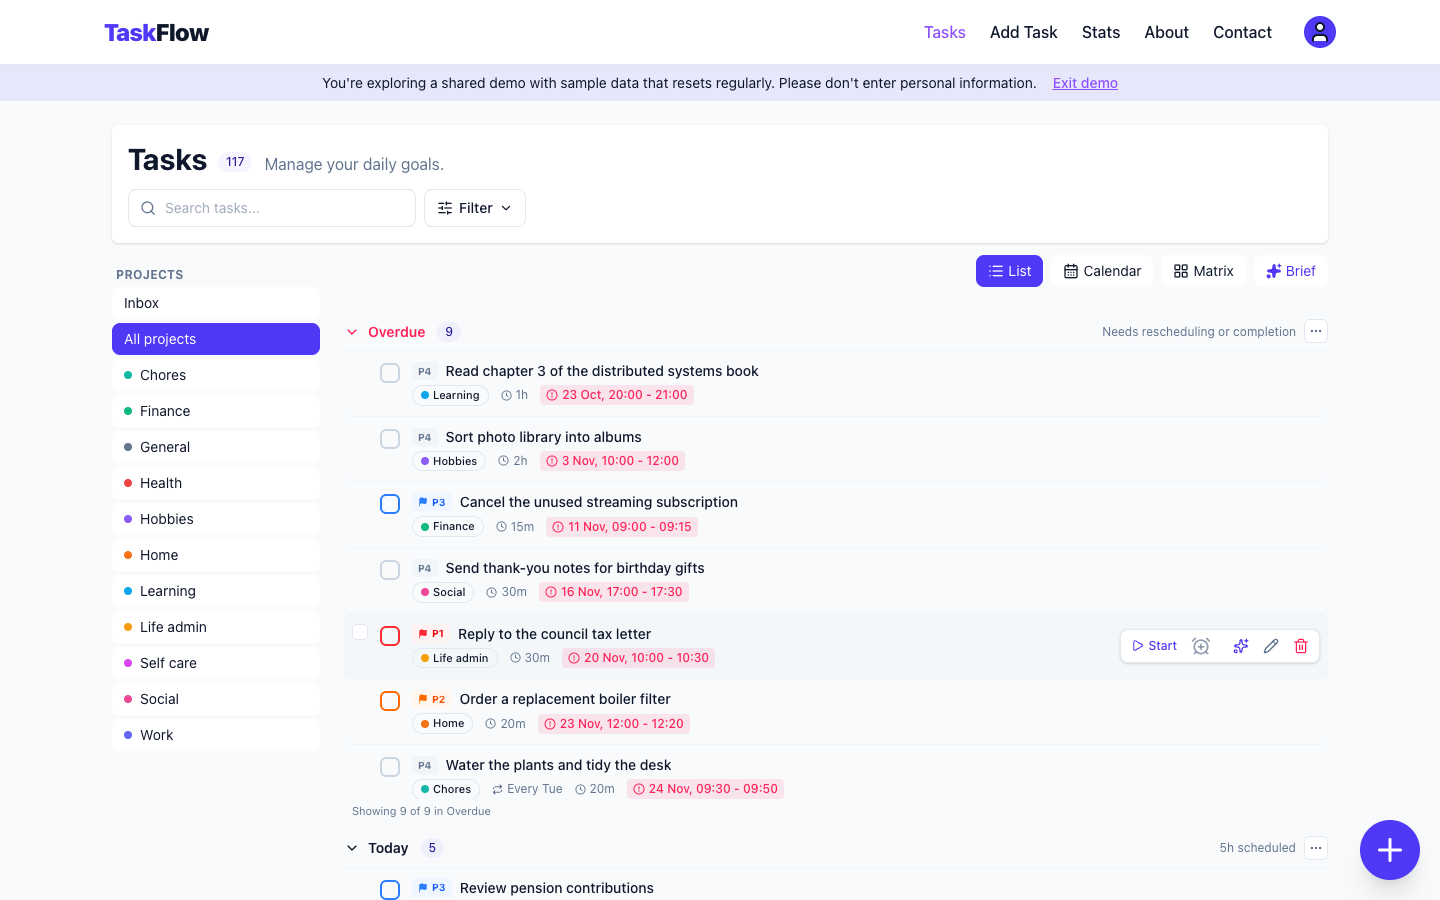 TaskFlow
Tasks Add Task Stats About Contact
You're exploring a shared demo with sample data that resets regularly. Please don't enter personal information. Exit demo
Tasks 117 Manage your daily goals.
Search tasks...
Filter
List Calendar Matrix Brief
PROJECTS
Inbox
All projects
Chores
Finance
General
Health
Hobbies
Home
Learning
Life admin
Self care
Social
Work
Overdue 9 Needs rescheduling or completion
P4 Read chapter 3 of the distributed systems book
Learning 1h 23 Oct, 20:00 - 21:00
P4 Sort photo library into albums
Hobbies 2h 3 Nov, 10:00 - 12:00
P3 Cancel the unused streaming subscription
Finance 15m 11 Nov, 09:00 - 09:15
P4 Send thank-you notes for birthday gifts
Social 30m 16 Nov, 17:00 - 17:30
P1 Reply to the council tax letter
Life admin 30m 20 Nov, 10:00 - 10:30
Start
P2 Order a replacement boiler filter
Home 20m 23 Nov, 12:00 - 12:20
P4 Water the plants and tidy the desk
Chores Every Tue 20m 24 Nov, 09:30 - 09:50
Showing 9 of 9 in Overdue
Today 5 5h scheduled
P3 Review pension contributions